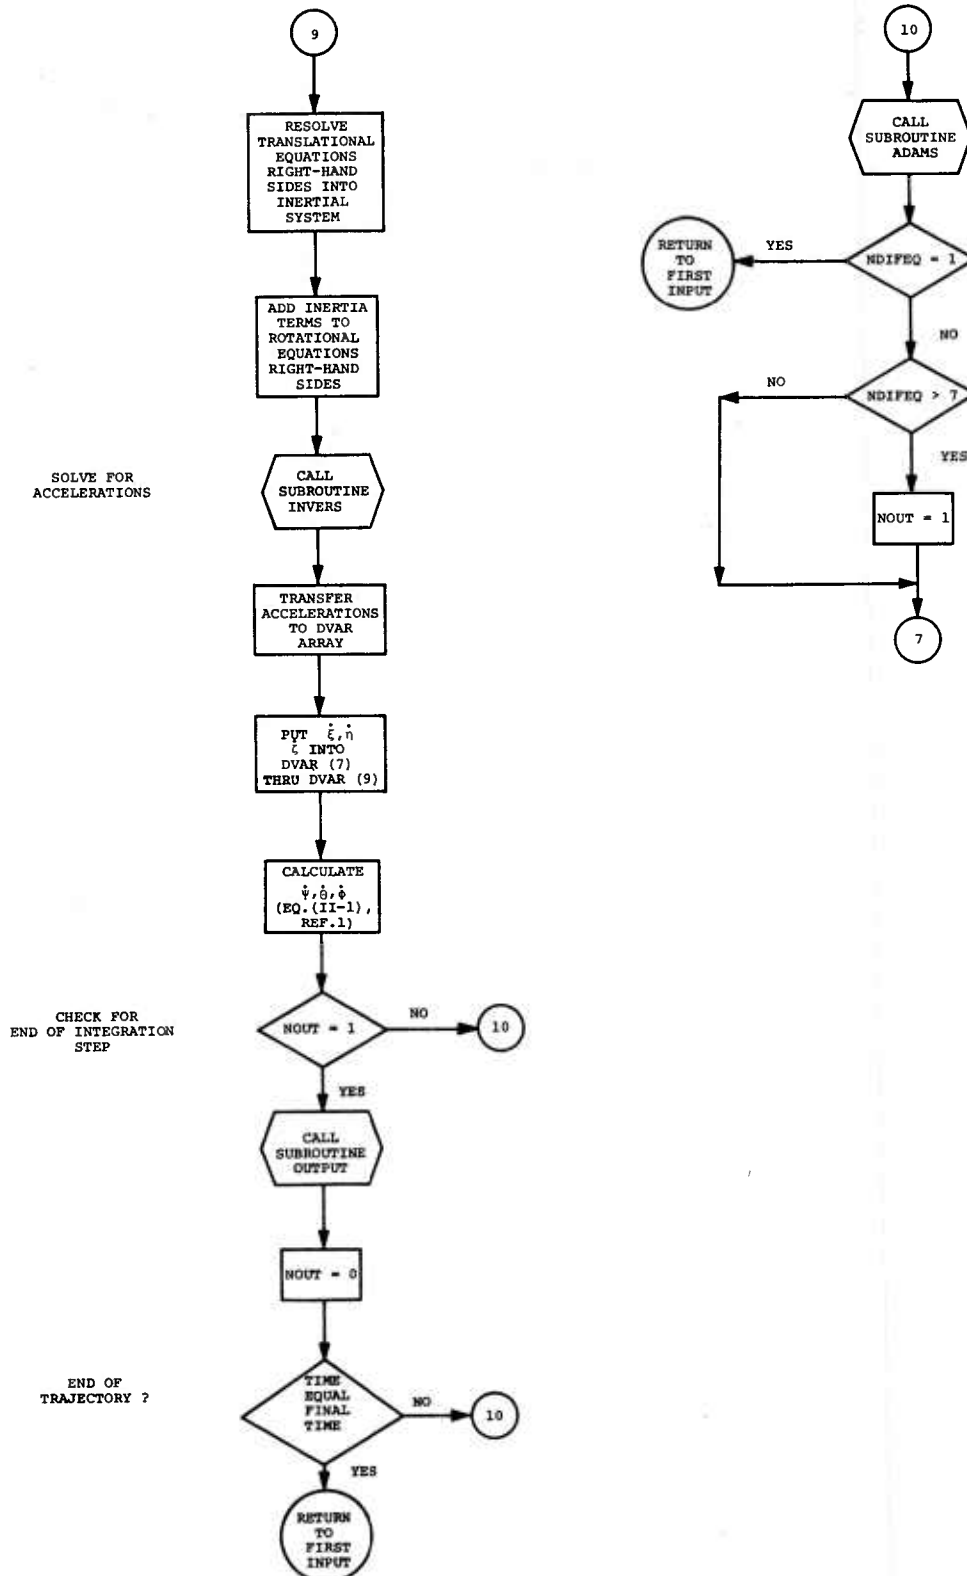 9
RESOLVE
TRANSLATIONAL
EQUATIONS
RIGHT-HAND
SIDES INTO
INERTIAL
SYSTEM
ADD INERTIA
TERMS TO
ROTATIONAL
EQUATIONS
RIGHT-HAND
SIDES
SOLVE FOR
ACCELERATIONS
CALL
SUBROUTINE
INVERS
TRANSFER
ACCELERATIONS
TO DVAR
ARRAY
PUT ξ̇,η̇
ζ̇ INTO
DVAR (7)
THRU DVAR (9)
CALCULATE
ψ̇,θ̇,φ̇
(EQ.(II-1),
REF.1)
CHECK FOR
END OF INTEGRATION
STEP
NOUT = 1
NO
10
YES
CALL
SUBROUTINE
OUTPUT
NOUT = 0
END OF
TRAJECTORY ?
TIME
EQUAL
FINAL
TIME
NO
10
YES
RETURN
TO
FIRST
INPUT
10
CALL
SUBROUTINE
ADAMS
NDIFEQ = 1
YES
RETURN
TO
FIRST
INPUT
NO
NDIFEQ > 7
NO
YES
NOUT = 1
7